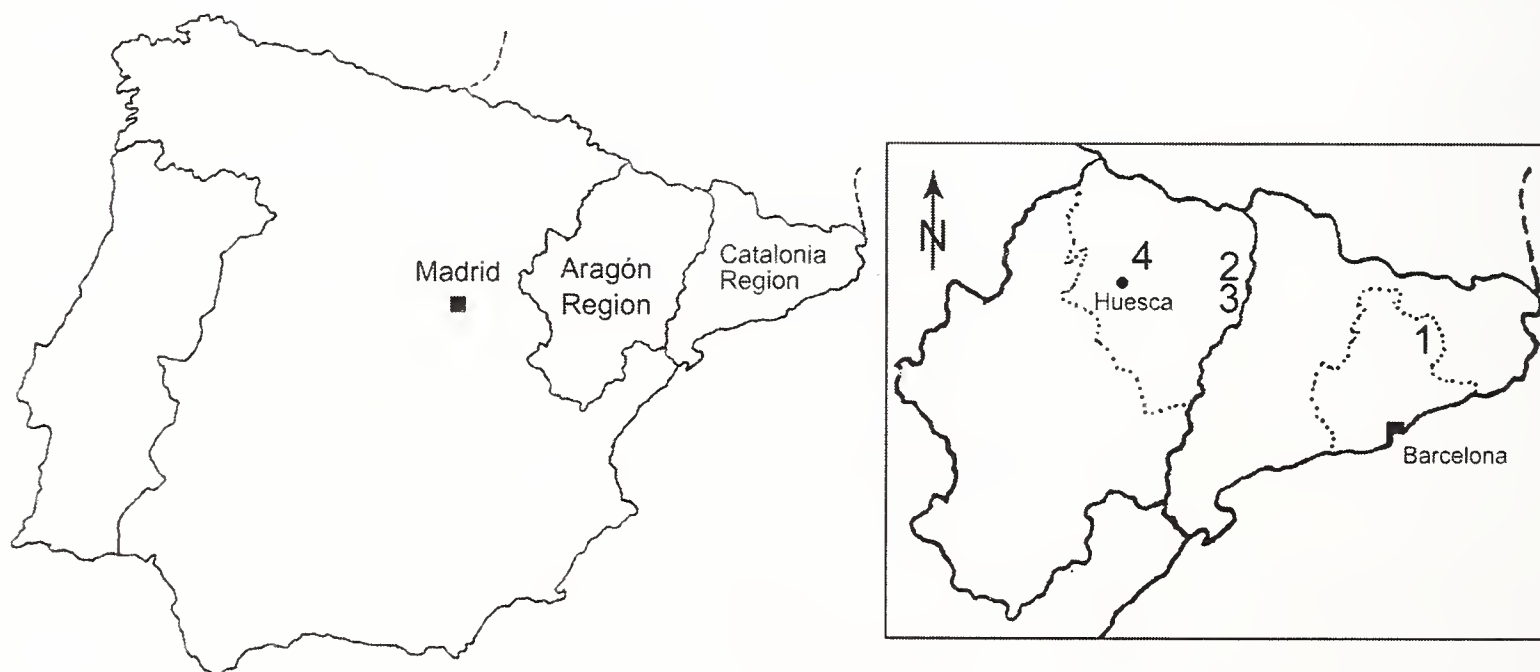 Madrid
Aragón
Region
Catalonia
Region
N
4
Huesca
2
3
1
Barcelona